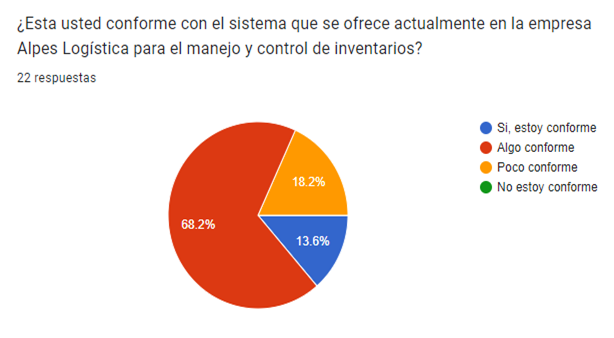 ¿Esta usted conforme con el sistema que se ofrece actualmente en la empresa
Alpes Logística para el manejo y control de inventarios?
22 respuestas
Si, estoy conforme
Algo conforme
Poco conforme
No estoy conforme
18.2%
68.2%
13.6%